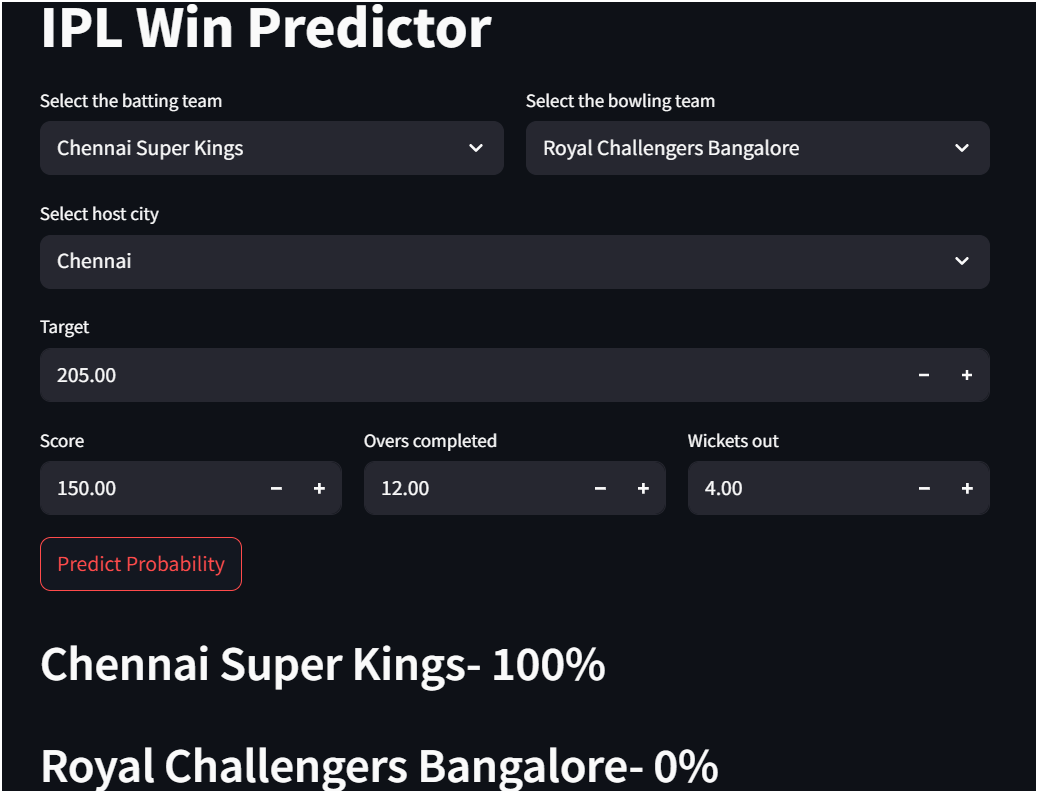 IPL Win Predictor
Select the batting team
Select the bowling team
Chennai Super Kings
Royal Challengers Bangalore
Select host city
Chennai
Target
205.00
Score
Overs completed
Wickets out
150.00
12.00
4.00
Predict Probability
Chennai Super Kings- 100%
Royal Challengers Bangalore- 0%